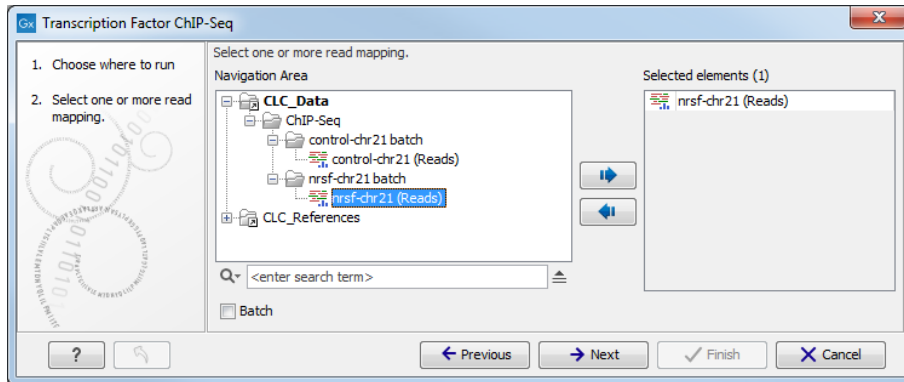 Gx Transcription Factor ChIP-Seq
x
1. Choose where to run
2. Select one or more read
mapping.
Select one or more read mapping.
Navigation Area
CLC_Data
ChIP-Seq
control-chr21 batch
control-chr21 (Reads)
nrsf-chr21 batch
nrsf-chr21 (Reads)
CLC_References
<enter search term>
Batch
Selected elements (1)
nrsf-chr21 (Reads)
?
Previous
Next
Finish
Cancel